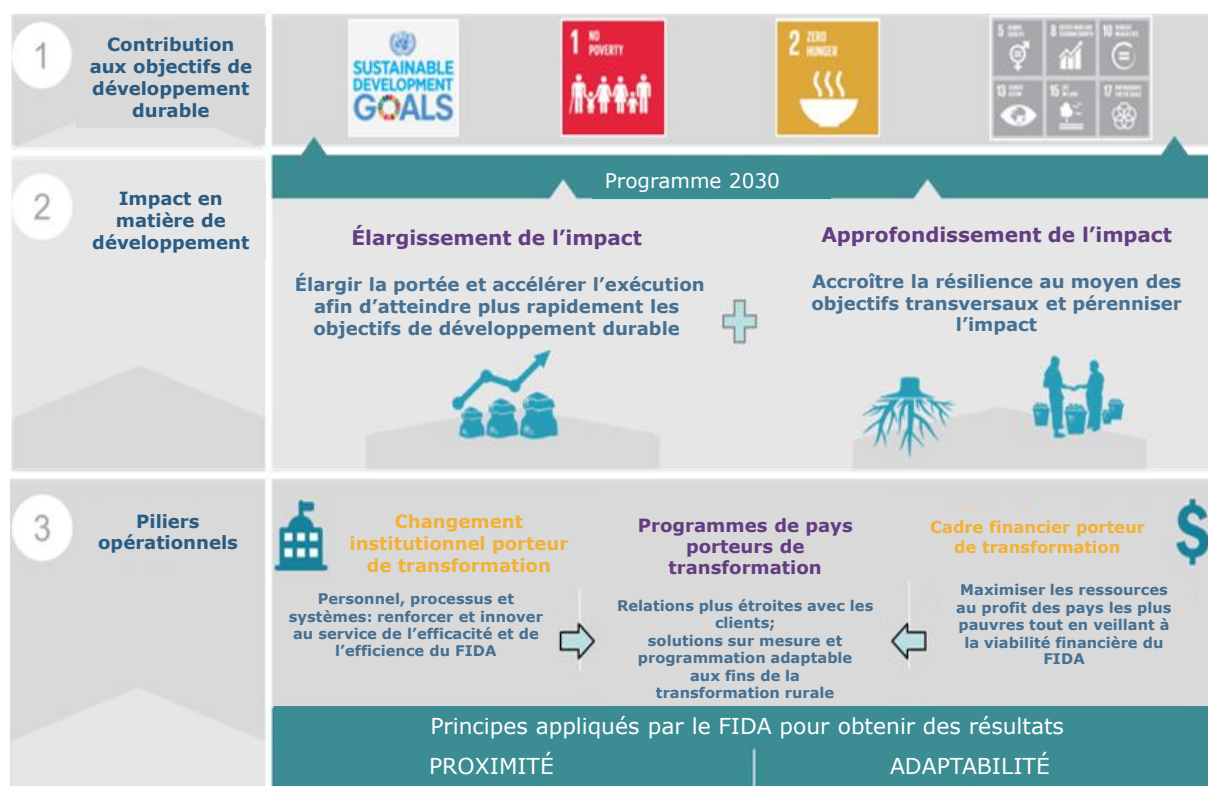 1
Contribution
aux objectifs de
développement
durable
SUSTAINABLE
DEVELOPMENT
GOALS
1 NO
POVERTY
2 ZERO
HUNGER
5
8
10
13
15
17
2
Impact en
matière de
développement
Programme 2030
Élargissement de l’impact
Élargir la portée et accélérer l’exécution
afin d’atteindre plus rapidement les
objectifs de développement durable
Approfondissement de l’impact
Accroître la résilience au moyen des
objectifs transversaux et pérenniser
l’impact
3
Piliers
opérationnels
Changement
institutionnel porteur
de transformation
Personnel, processus et
systèmes: renforcer et innover
au service de l’efficacité et de
l’efficience du FIDA
Programmes de pays
porteurs de
transformation
Relations plus étroites avec les
clients;
solutions sur mesure et
programmation adaptable
aux fins de la
transformation rurale
Cadre financier porteur
de transformation
$
Maximiser les ressources
au profit des pays les plus
pauvres tout en veillant à
la viabilité financière du
FIDA
Principes appliqués par le FIDA pour obtenir des résultats
PROXIMITÉ
ADAPTABILITÉ